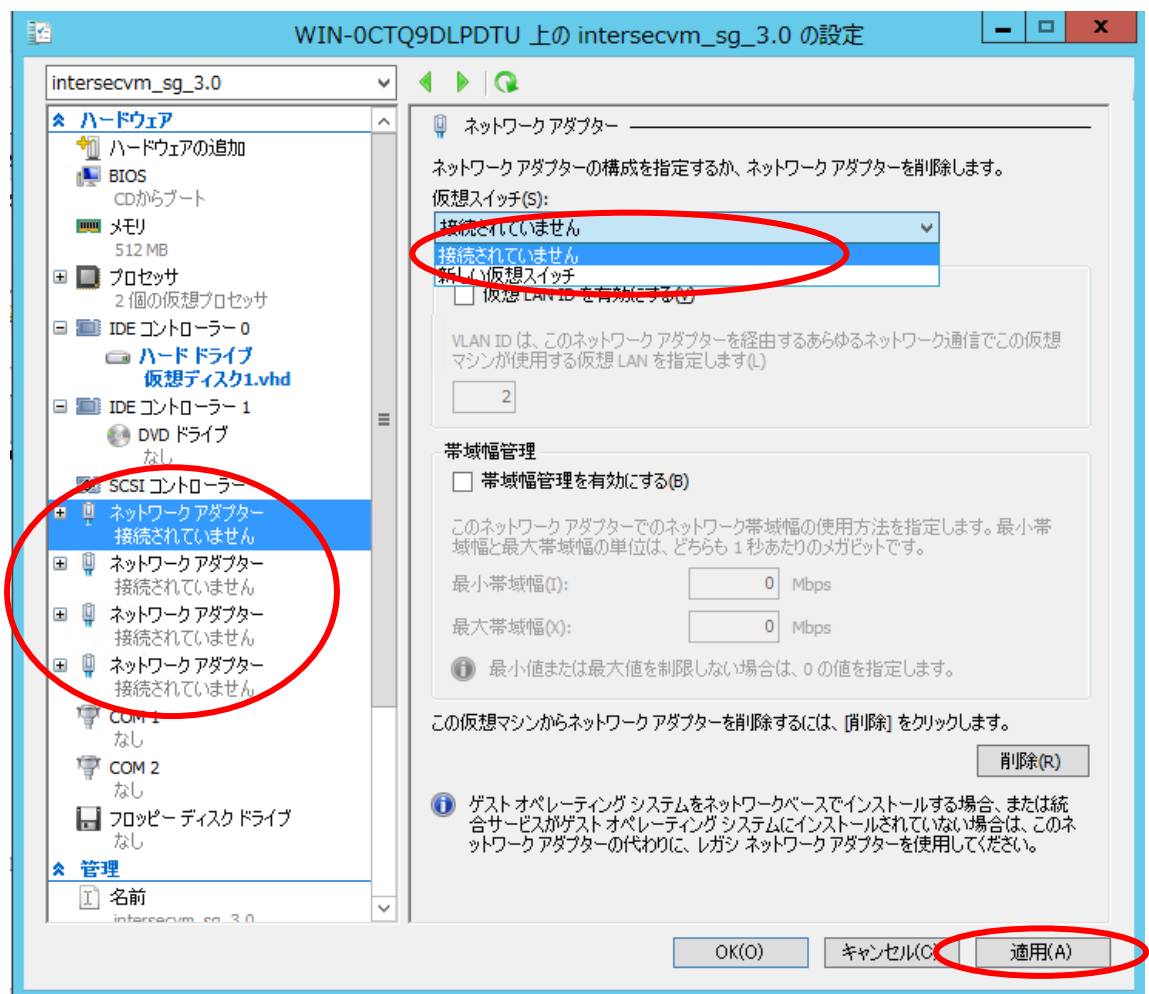 WIN-0CTQ9DLPDTU 上の intersecvm_sg_3.0 の設定
intersecvm_sg_3.0
ハードウェア
ハードウェアの追加
BIOS
CDからブート
メモリ
512 MB
プロセッサ
2 個の仮想プロセッサ
IDE コントローラー 0
ハード ドライブ
仮想ディスク1.vhd
IDE コントローラー 1
DVD ドライブ
なし
SCSI コントローラー
ネットワーク アダプター
接続されていません
ネットワーク アダプター
接続されていません
ネットワーク アダプター
接続されていません
ネットワーク アダプター
接続されていません
COM 1
なし
COM 2
なし
フロッピー ディスク ドライブ
なし
管理
名前
intersecvm_sg_3.0
ネットワーク アダプター
ネットワーク アダプターの構成を指定するか、ネットワーク アダプターを削除します。
仮想スイッチ(S):
接続されていません
接続されていません
新しい仮想スイッチ
仮想 LAN ID を有効にする(V)
VLAN ID は、このネットワーク アダプターを経由するあらゆるネットワーク通信でこの仮想
マシンが使用する仮想 LAN を指定します(L)
2
帯域幅管理
帯域幅管理を有効にする(B)
このネットワーク アダプターでのネットワーク帯域幅の使用方法を指定します。最小帯
域幅と最大帯域幅の単位は、どちらも 1 秒あたりのメガビットです。
最小帯域幅(I):
0 Mbps
最大帯域幅(X):
0 Mbps
最小値または最大値を制限しない場合は、0 の値を指定します。
この仮想マシンからネットワーク アダプターを削除するには、[削除] をクリックします。
削除(R)
ゲスト オペレーティング システムをネットワークベースでインストールする場合、または統
合サービスがゲスト オペレーティング システムにインストールされていない場合は、このネ
ットワーク アダプターの代わりに、レガシ ネットワーク アダプターを使用してください。
OK(O)
キャンセル(C)
適用(A)